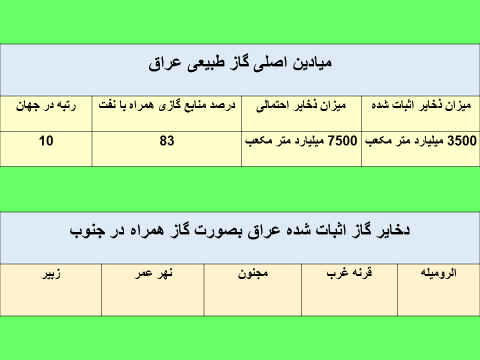 میادین اصلی گاز طبیعی عراق
میزان ذخایر اثبات شده میزان ذخایر احتمالی درصد منابع گازی همراه با نفت رتبه در جهان
3500 میلیارد متر مکعب 7500 میلیارد متر مکعب 83 10
دخایر گاز اثبات شده عراق بصورت گاز همراه در جنوب
الرومیله قرنه غرب مجنون نهر عمر زبیر